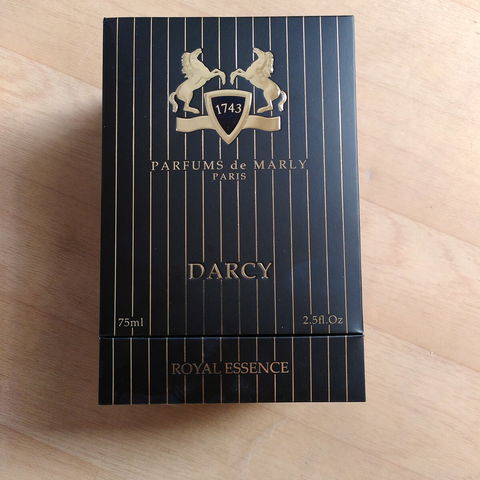 1743
PARFUMS de MARLY
PARIS
DARCY
75ml 2.5fl.Oz
ROYAL ESSENCE